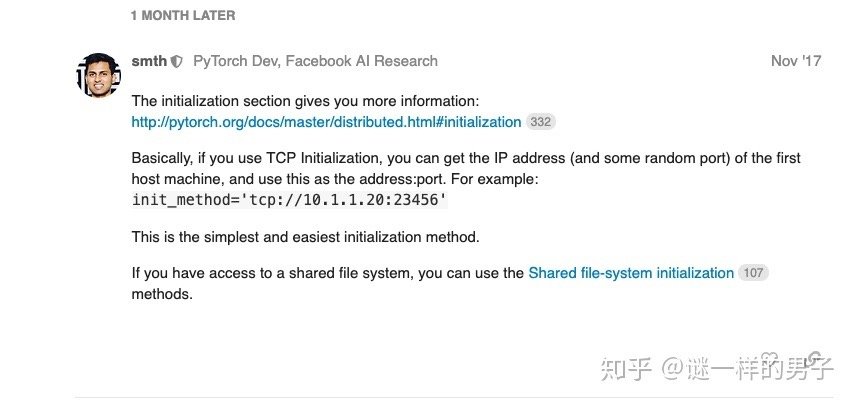 1 MONTH LATER
smth PyTorch Dev, Facebook AI Research Nov '17
The initialization section gives you more information:
http://pytorch.org/docs/master/distributed.html#initialization 332
Basically, if you use TCP Initialization, you can get the IP address (and some random port) of the first
host machine, and use this as the address:port. For example:
init_method='tcp://10.1.1.20:23456'
This is the simplest and easiest initialization method.
If you have access to a shared file system, you can use the Shared file-system initialization 107
methods.
知乎 @谜一样的男子